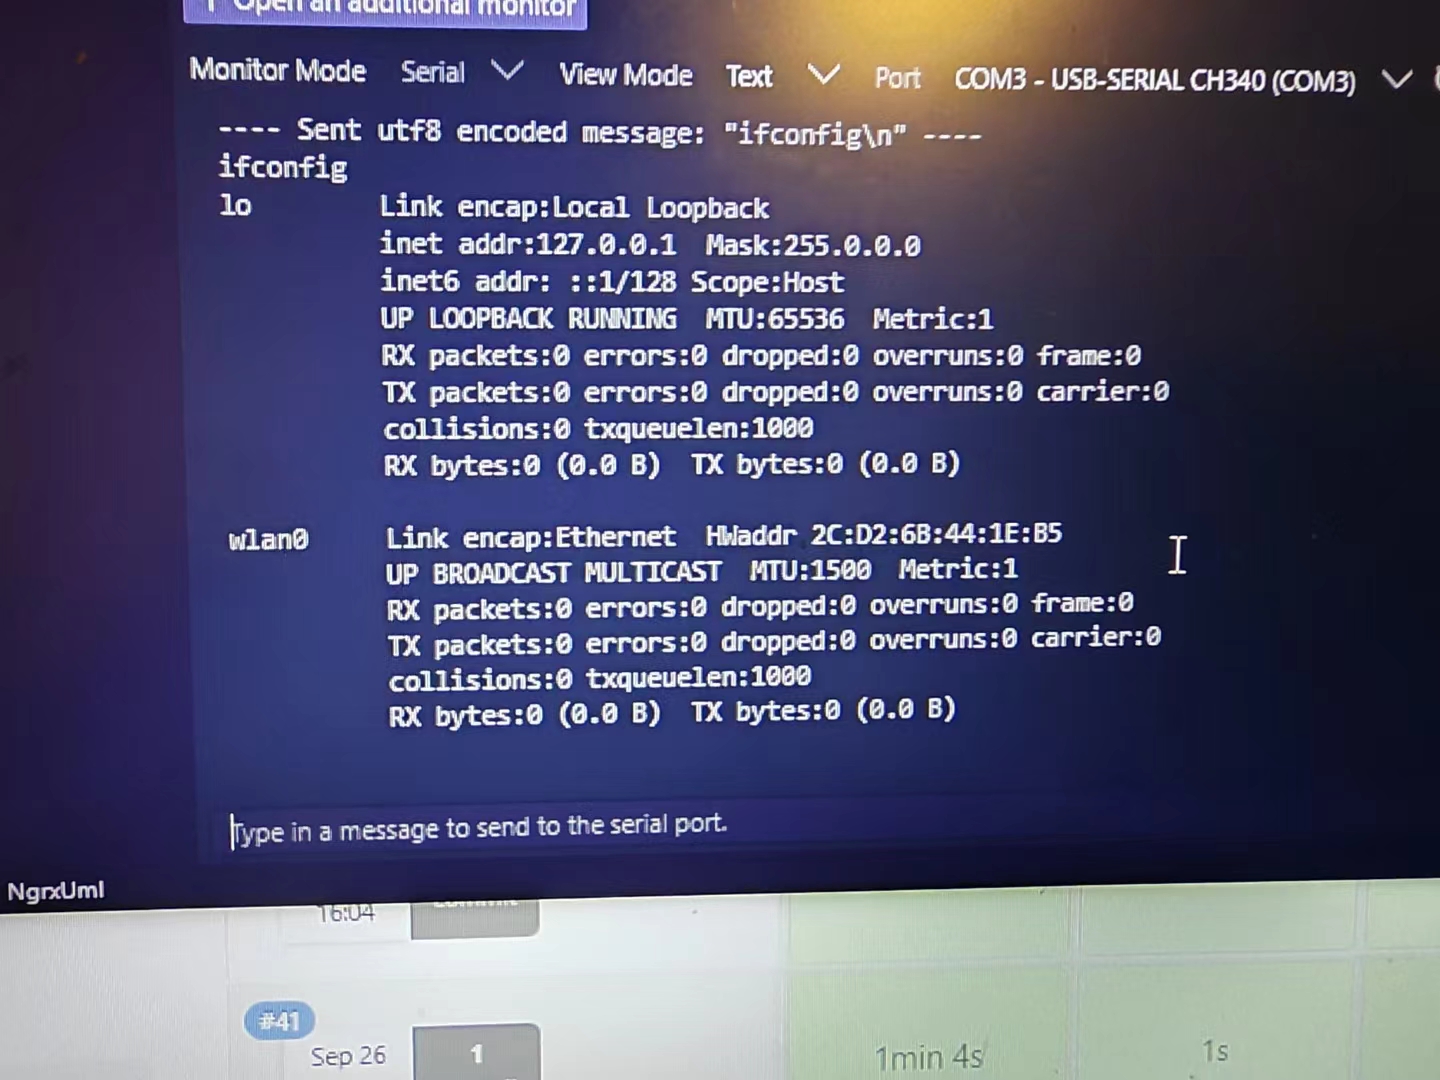 Open an additional monitor
Monitor Mode Serial View Mode Text Port COM3 - USB-SERIAL CH340 (COM3)
---- Sent utf8 encoded message: "ifconfig\n" ----
ifconfig
lo Link encap:Local Loopback
inet addr:127.0.0.1 Mask:255.0.0.0
inet6 addr: ::1/128 Scope:Host
UP LOOPBACK RUNNING MTU:65536 Metric:1
RX packets:0 errors:0 dropped:0 overruns:0 frame:0
TX packets:0 errors:0 dropped:0 overruns:0 carrier:0
collisions:0 txqueuelen:1000
RX bytes:0 (0.0 B) TX bytes:0 (0.0 B)
wlan0 Link encap:Ethernet HWaddr 2C:D2:6B:44:1E:B5
UP BROADCAST MULTICAST MTU:1500 Metric:1
RX packets:0 errors:0 dropped:0 overruns:0 frame:0
TX packets:0 errors:0 dropped:0 overruns:0 carrier:0
collisions:0 txqueuelen:1000
RX bytes:0 (0.0 B) TX bytes:0 (0.0 B)
Type in a message to send to the serial port.
NgrxUml
16:04
#41
Sep 26 1 1min 4s 1s